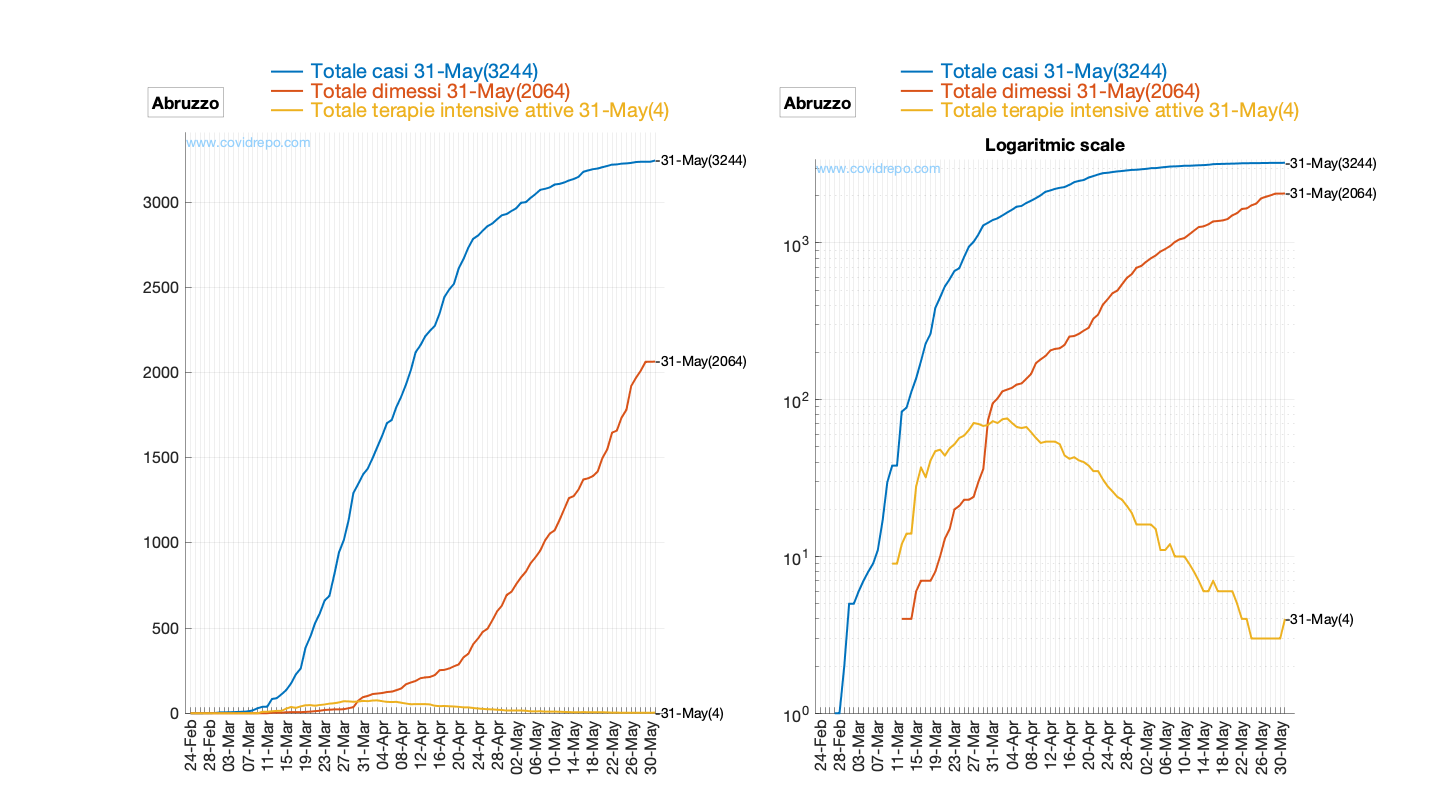 Totale casi 31-May(3244)
Totale dimessi 31-May(2064)
Totale terapie intensive attive 31-May(4)
Abruzzo
www.covidrepo.com
3000
2500
2000
1500
1000
500
0
-31-May(3244)
-31-May(2064)
-31-May(4)
24-Feb
28-Feb
03-Mar
07-Mar
11-Mar
15-Mar
19-Mar
23-Mar
27-Mar
31-Mar
04-Apr
08-Apr
12-Apr
16-Apr
20-Apr
24-Apr
28-Apr
02-May
06-May
10-May
14-May
18-May
22-May
26-May
30-May
Totale casi 31-May(3244)
Totale dimessi 31-May(2064)
Totale terapie intensive attive 31-May(4)
Abruzzo
Logaritmic scale
www.covidrepo.com
10³
10²
10¹
10⁰
-31-May(3244)
-31-May(2064)
-31-May(4)
24-Feb
28-Feb
03-Mar
07-Mar
11-Mar
15-Mar
19-Mar
23-Mar
27-Mar
31-Mar
04-Apr
08-Apr
12-Apr
16-Apr
20-Apr
24-Apr
28-Apr
02-May
06-May
10-May
14-May
18-May
22-May
26-May
30-May